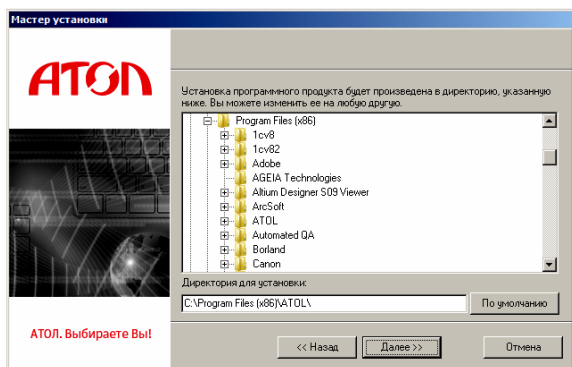 Мастер установки
АТОЛ
Установка программного продукта будет произведена в директорию, указанную
ниже. Вы можете изменить ее на любую другую.
Program Files (x86)
1cv8
1cv82
Adobe
AGEIA Technologies
Altium Designer S09 Viewer
ArcSoft
ATOL
Automated QA
Borland
Canon
Директория для установки:
C:\Program Files (x86)\ATOL\
По умолчанию
АТОЛ. Выбираете Вы!
<< Назад
Далее >>
Отмена